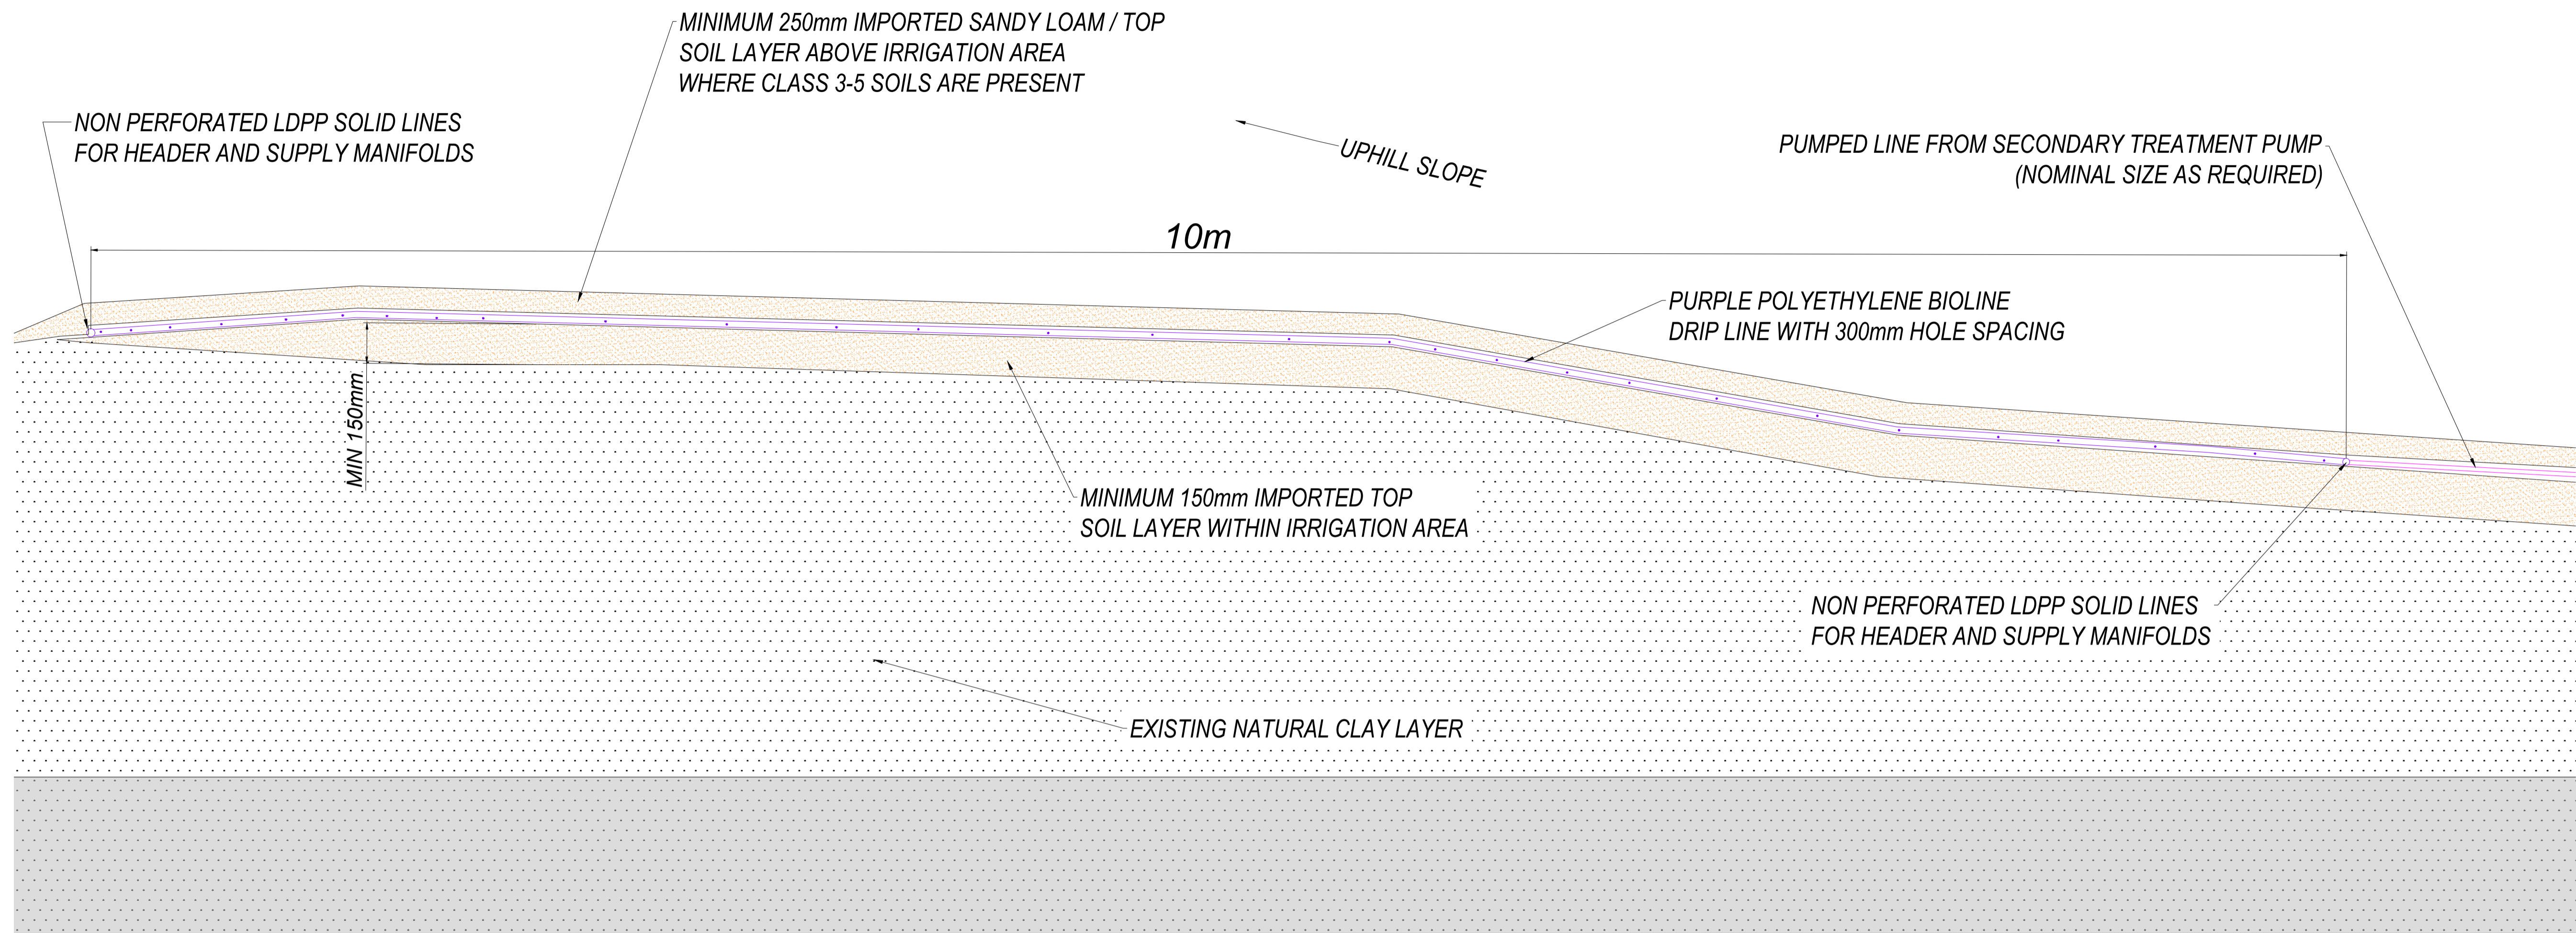 MINIMUM 250mm IMPORTED SANDY LOAM / TOP
SOIL LAYER ABOVE IRRIGATION AREA
WHERE CLASS 3-5 SOILS ARE PRESENT
NON PERFORATED LDPP SOLID LINES
FOR HEADER AND SUPPLY MANIFOLDS
UPHILL SLOPE
PUMPED LINE FROM SECONDARY TREATMENT PUMP
(NOMINAL SIZE AS REQUIRED)
10m
PURPLE POLYETHYLENE BIOLINE
DRIP LINE WITH 300mm HOLE SPACING
MIN 150mm
MINIMUM 150mm IMPORTED TOP
SOIL LAYER WITHIN IRRIGATION AREA
NON PERFORATED LDPP SOLID LINES
FOR HEADER AND SUPPLY MANIFOLDS
EXISTING NATURAL CLAY LAYER